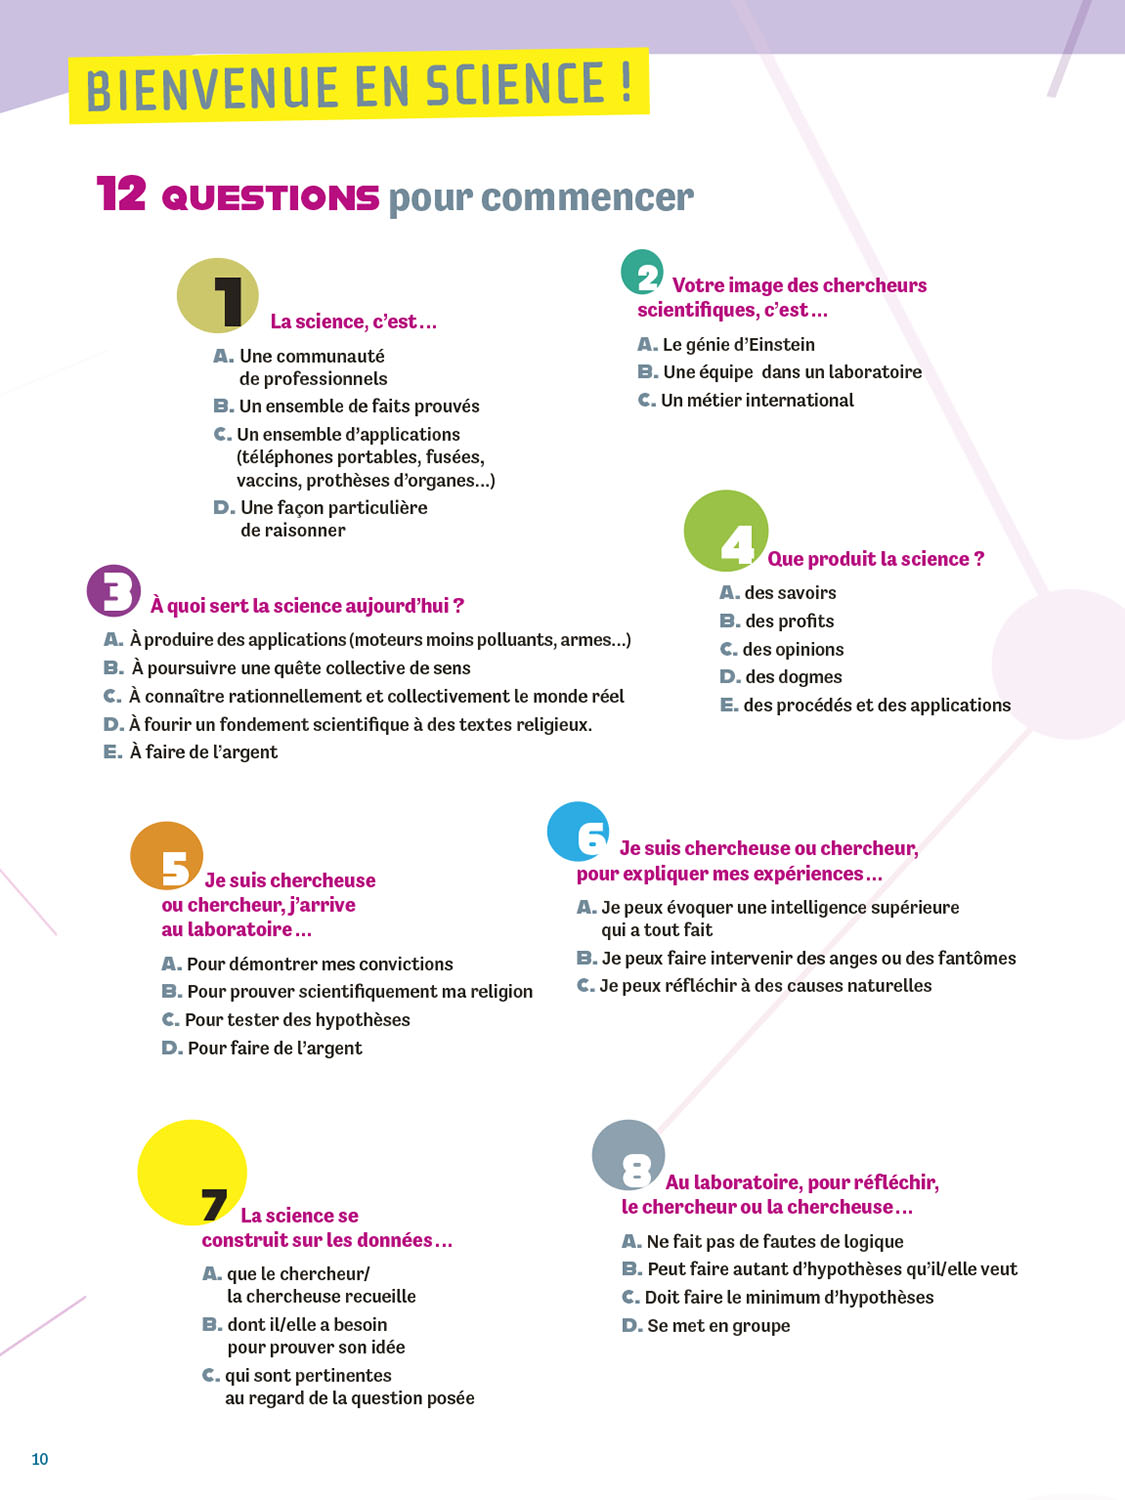 BIENVENUE EN SCIENCE !
12 QUESTIONS pour commencer
1
La science, c’est...
A. Une communauté
de professionnels
B. Un ensemble de faits prouvés
C. Un ensemble d’applications
(téléphones portables, fusées,
vaccins, prothèses d’organes...)
D. Une façon particulière
de raisonner
2 Votre image des chercheurs
scientifiques, c’est...
A. Le génie d’Einstein
B. Une équipe dans un laboratoire
C. Un métier international
3 À quoi sert la science aujourd’hui ?
A. À produire des applications (moteurs moins polluants, armes...)
B. À poursuivre une quête collective de sens
C. À connaître rationnellement et collectivement le monde réel
D. À fourir un fondement scientifique à des textes religieux.
E. À faire de l’argent
4 Que produit la science ?
A. des savoirs
B. des profits
C. des opinions
D. des dogmes
E. des procédés et des applications
5 Je suis chercheuse
ou chercheur, j’arrive
au laboratoire...
A. Pour démontrer mes convictions
B. Pour prouver scientifiquement ma religion
C. Pour tester des hypothèses
D. Pour faire de l’argent
6 Je suis chercheuse ou chercheur,
pour expliquer mes expériences...
A. Je peux évoquer une intelligence supérieure
qui a tout fait
B. Je peux faire intervenir des anges ou des fantômes
C. Je peux réfléchir à des causes naturelles
7 La science se
construit sur les données...
A. que le chercheur/
la chercheuse recueille
B. dont il/elle a besoin
pour prouver son idée
C. qui sont pertinentes
au regard de la question posée
8 Au laboratoire, pour réfléchir,
le chercheur ou la chercheuse...
A. Ne fait pas de fautes de logique
B. Peut faire autant d’hypothèses qu’il/elle veut
C. Doit faire le minimum d’hypothèses
D. Se met en groupe
10